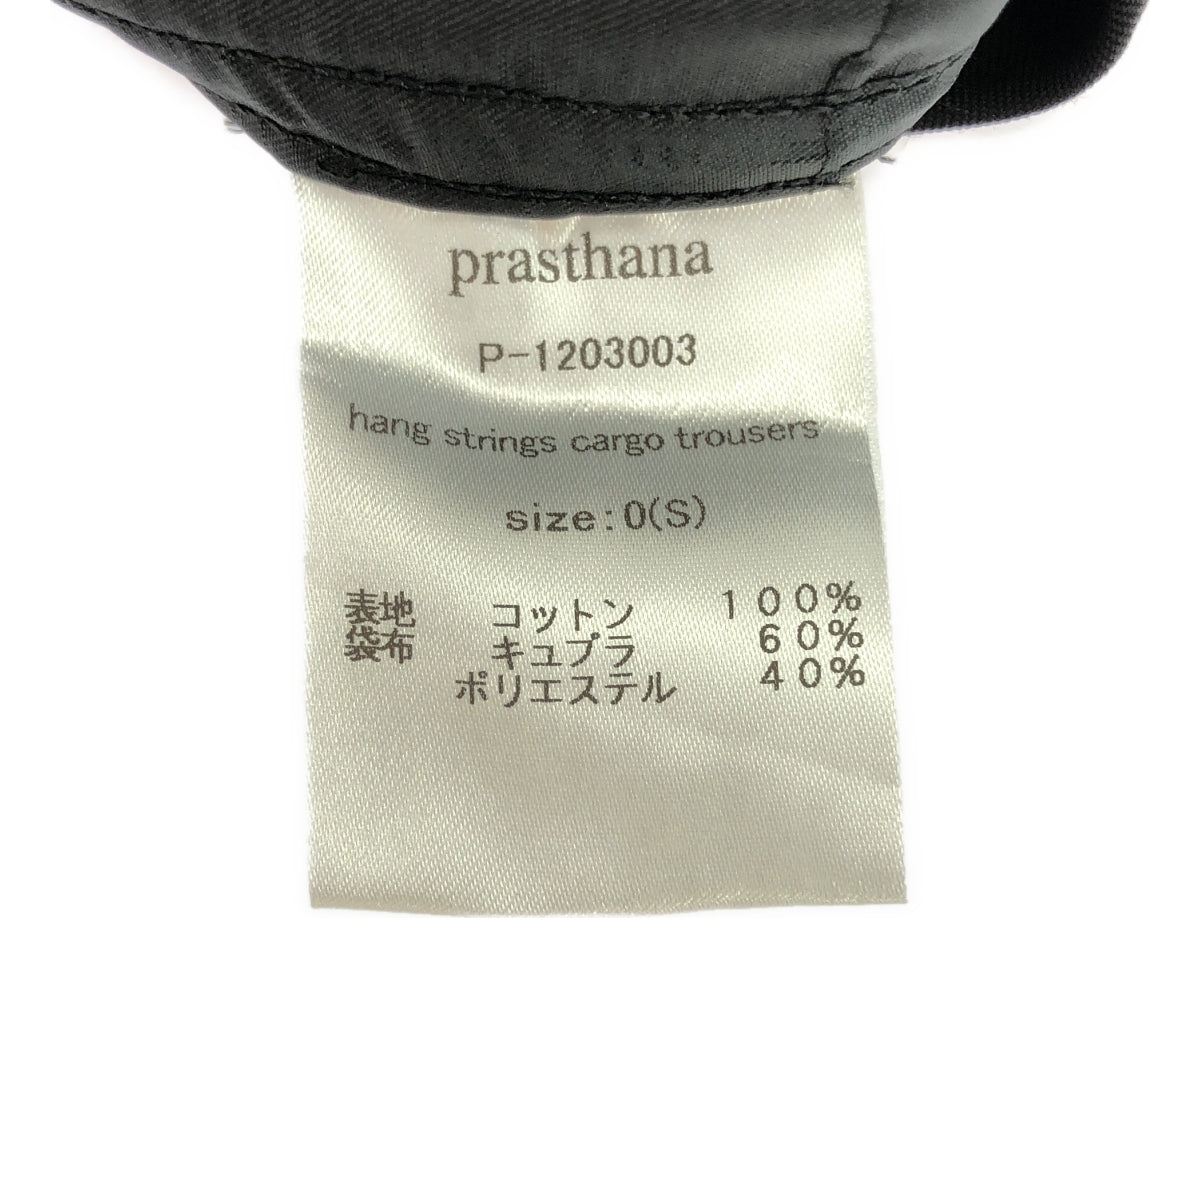 prasthana
P-1203003
hang strings cargo trousers
size:0(S)
表地 コットン 100%
袋布 キュプラ 60%
ポリエステル 40%